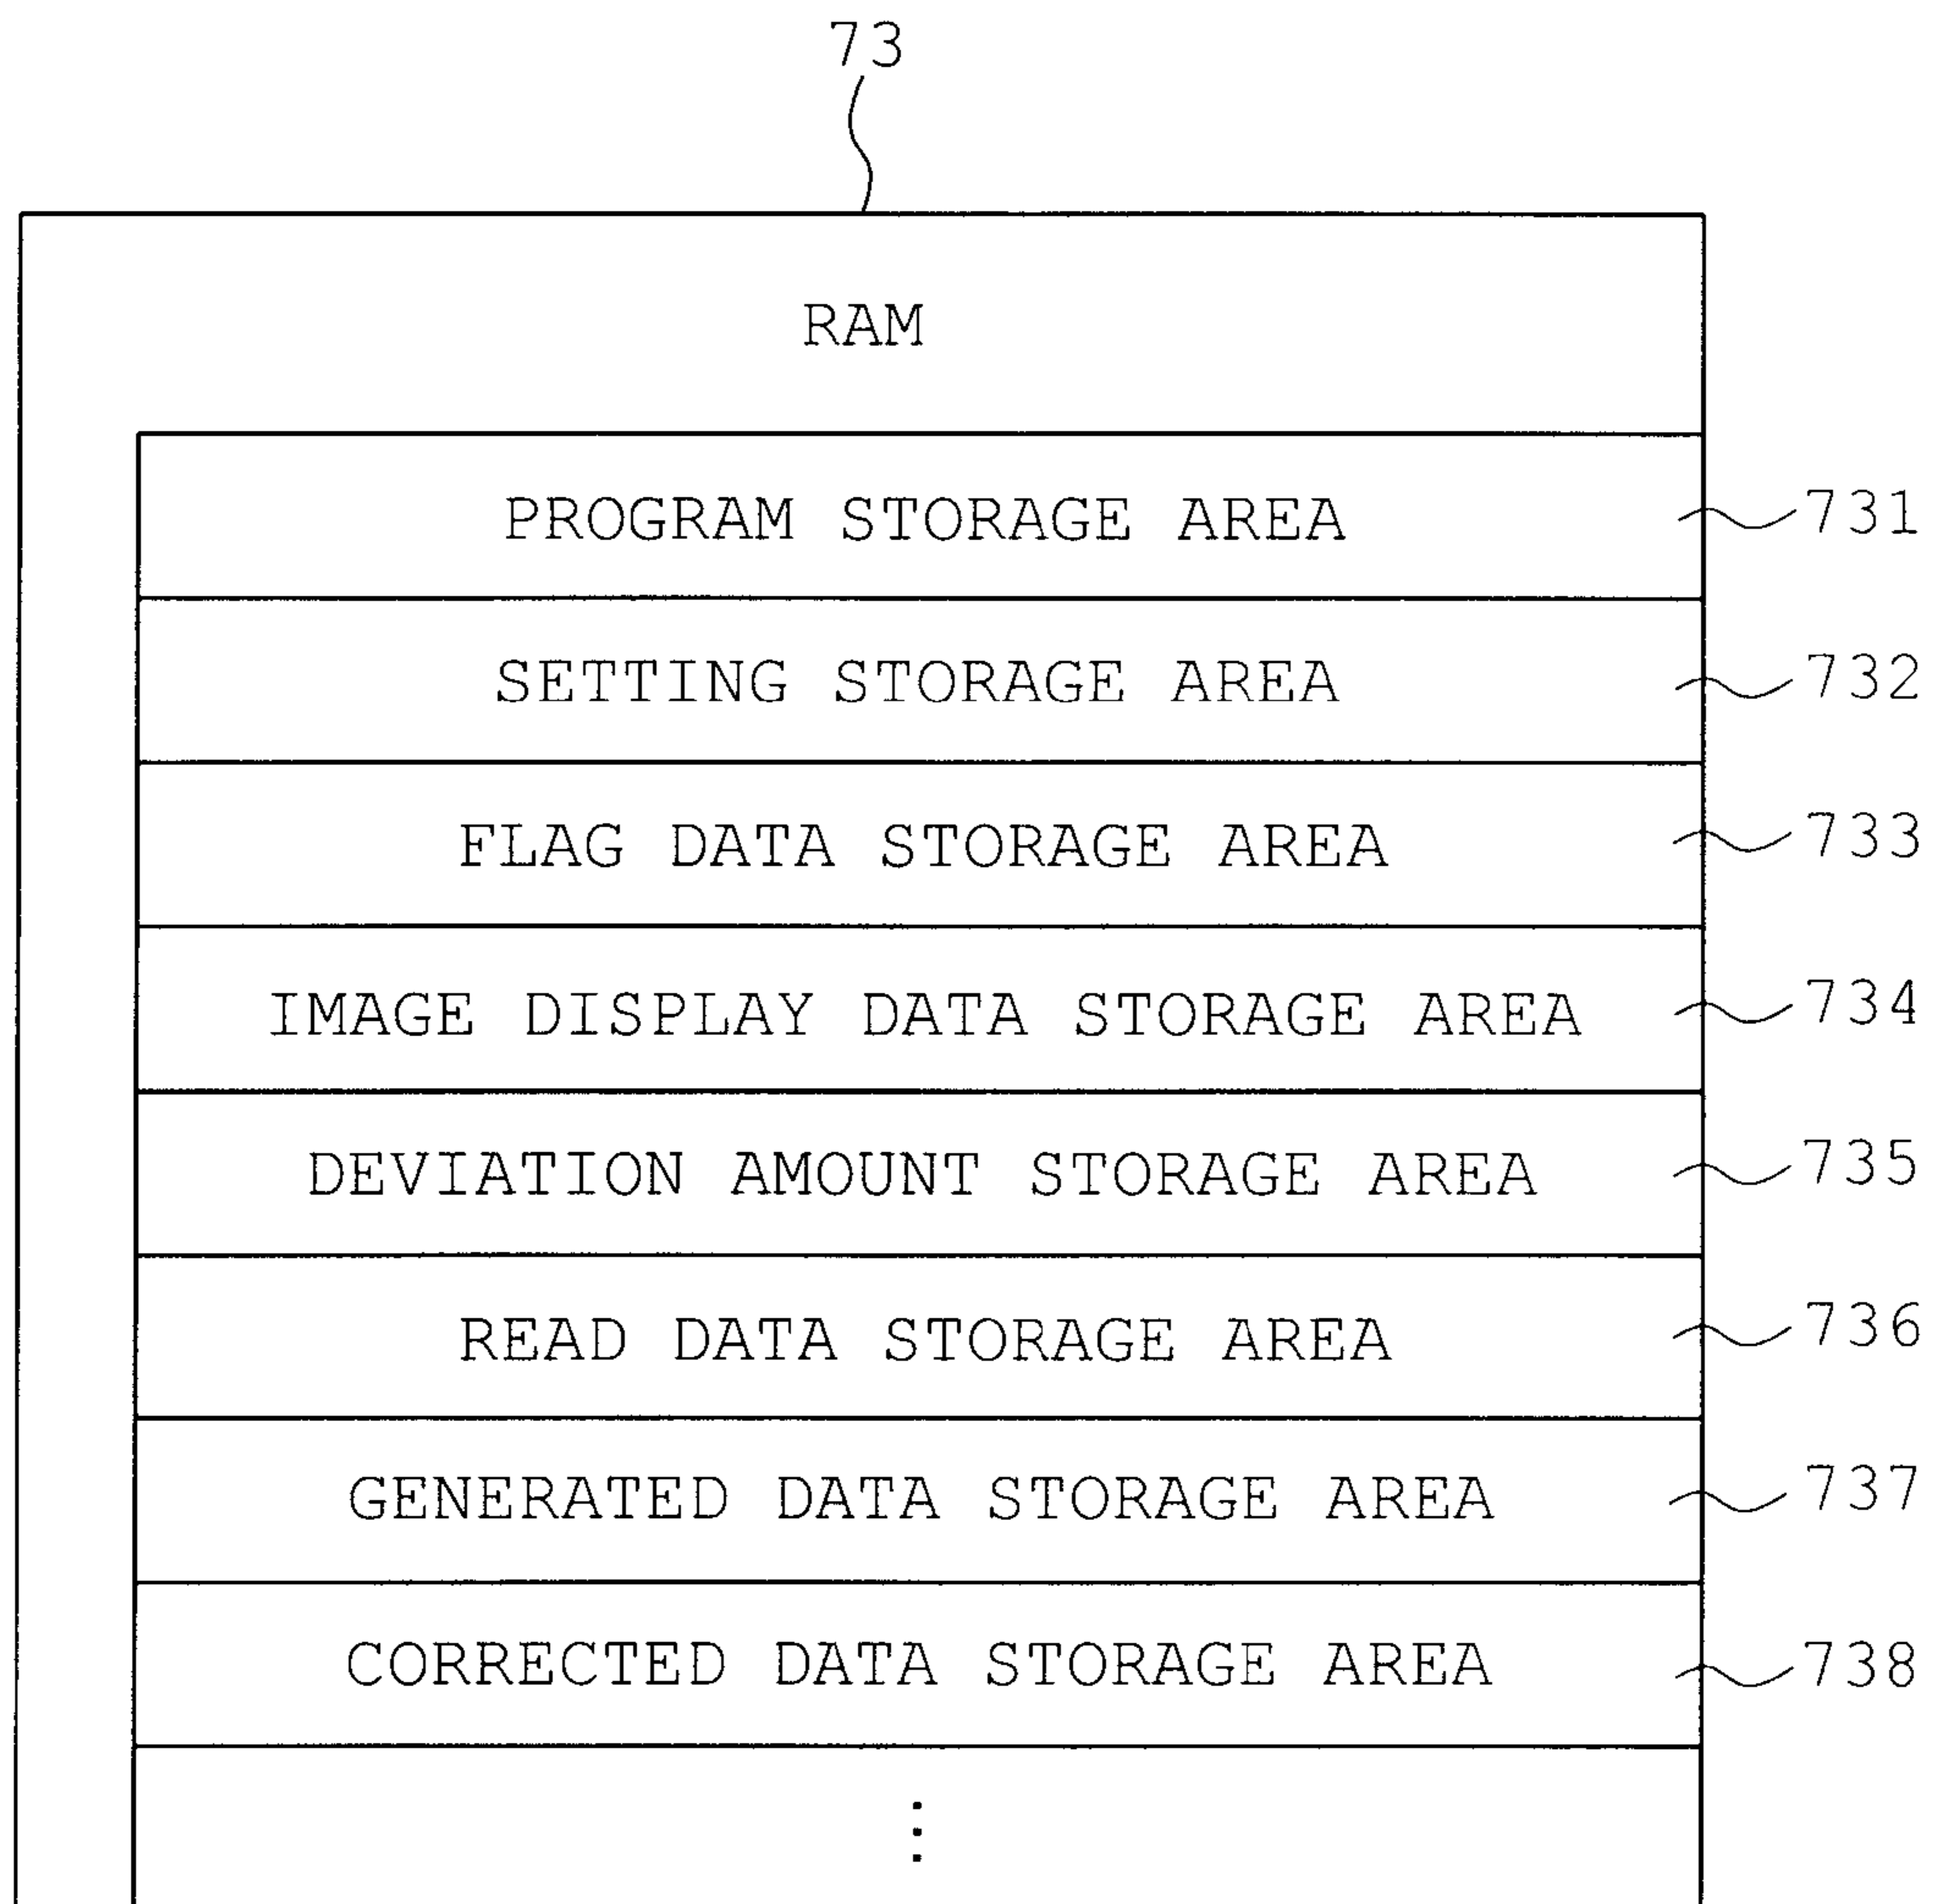 73
RAM
PROGRAM STORAGE AREA 731
SETTING STORAGE AREA 732
FLAG DATA STORAGE AREA 733
IMAGE DISPLAY DATA STORAGE AREA 734
DEVIATION AMOUNT STORAGE AREA 735
READ DATA STORAGE AREA 736
GENERATED DATA STORAGE AREA 737
CORRECTED DATA STORAGE AREA 738
⋮